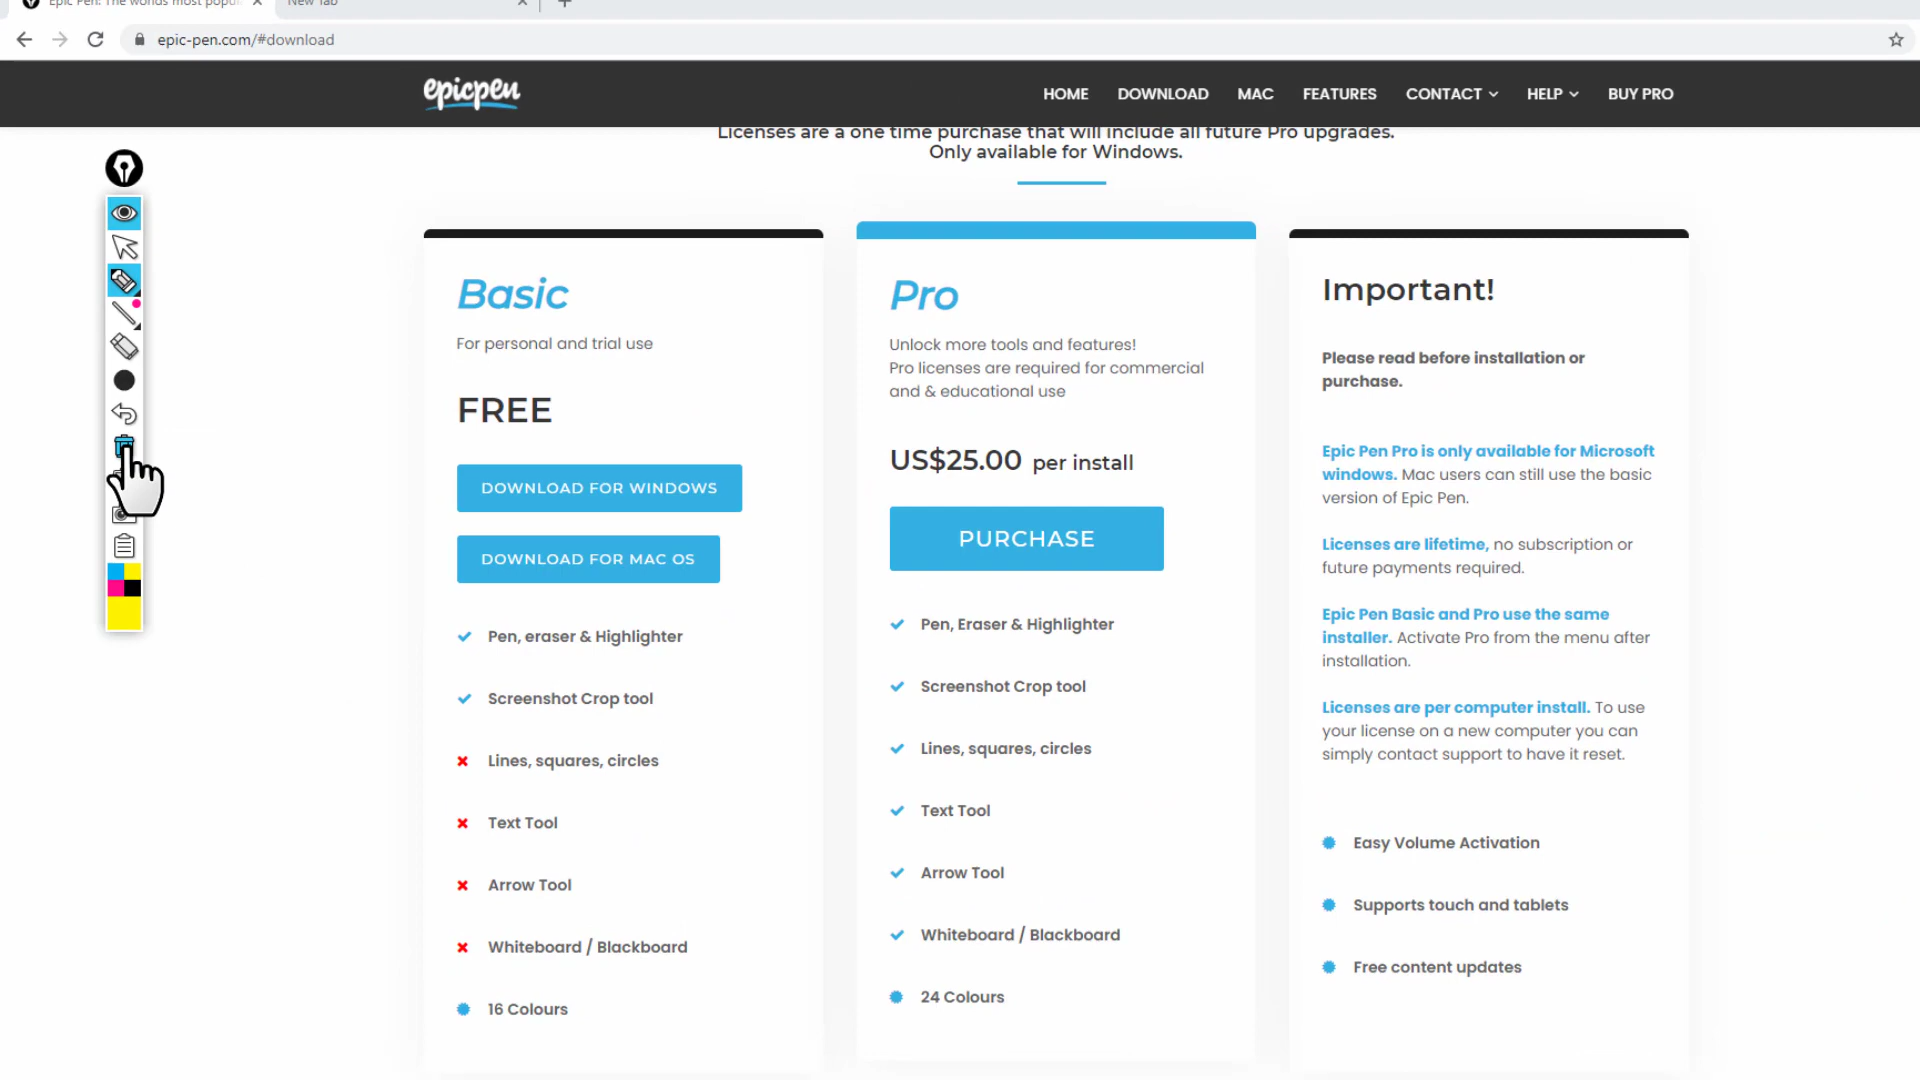 Epic Pen: The worlds most popu
New Tab
epic-pen.com/#download
epicpen
HOME
DOWNLOAD
MAC
FEATURES
CONTACT
HELP
BUY PRO
Licenses are a one time purchase that will include all future Pro upgrades.
Only available for Windows.
Basic
For personal and trial use
FREE
DOWNLOAD FOR WINDOWS
DOWNLOAD FOR MAC OS
Pen, eraser & Highlighter
Screenshot Crop tool
Lines, squares, circles
Text Tool
Arrow Tool
Whiteboard / Blackboard
16 Colours
Pro
Unlock more tools and features!
Pro licenses are required for commercial
and & educational use
US$25.00 per install
PURCHASE
Pen, Eraser & Highlighter
Screenshot Crop tool
Lines, squares, circles
Text Tool
Arrow Tool
Whiteboard / Blackboard
24 Colours
Important!
Please read before installation or
purchase.
Epic Pen Pro is only available for Microsoft
windows. Mac users can still use the basic
version of Epic Pen.
Licenses are lifetime, no subscription or
future payments required.
Epic Pen Basic and Pro use the same
installer. Activate Pro from the menu after
installation.
Licenses are per computer install. To use
your license on a new computer you can
simply contact support to have it reset.
Easy Volume Activation
Supports touch and tablets
Free content updates